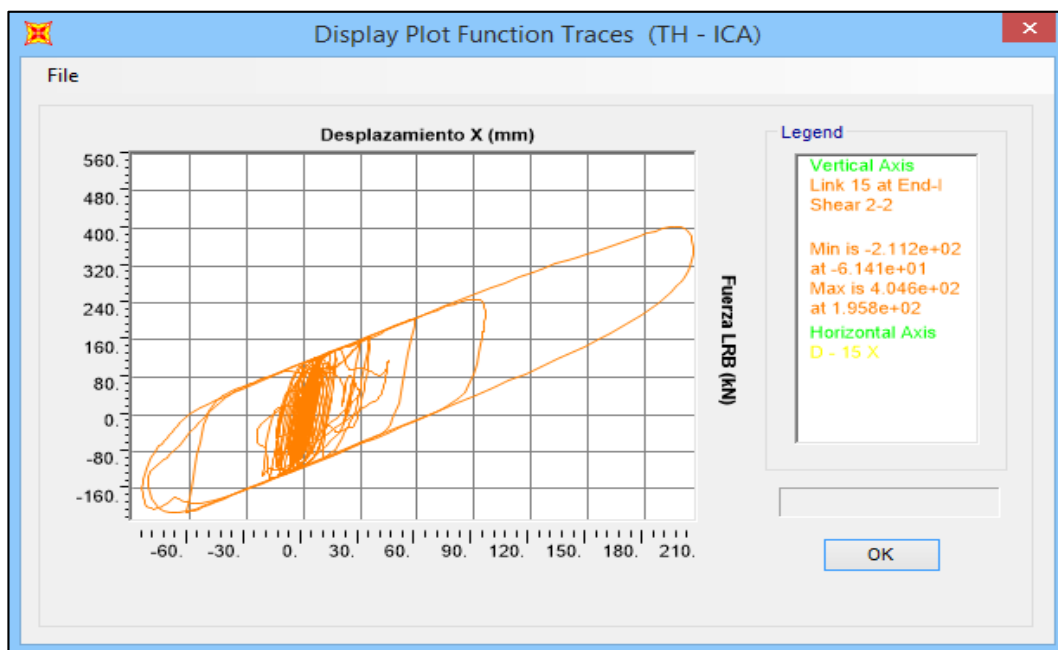 Display Plot Function Traces (TH - ICA)
File
Desplazamiento X (mm)
560.
480.
400.
320.
240.
160.
80.
0.
-80.
-160.
-60.
-30.
0.
30.
60.
90.
120.
150.
180.
210.
Fuerza LRB (kN)
Legend
Vertical Axis
Link 15 at End-I
Shear 2-2
Min is -2.112e+02
at -6.141e+01
Max is 4.046e+02
at 1.958e+02
Horizontal Axis
D - 15 X
OK